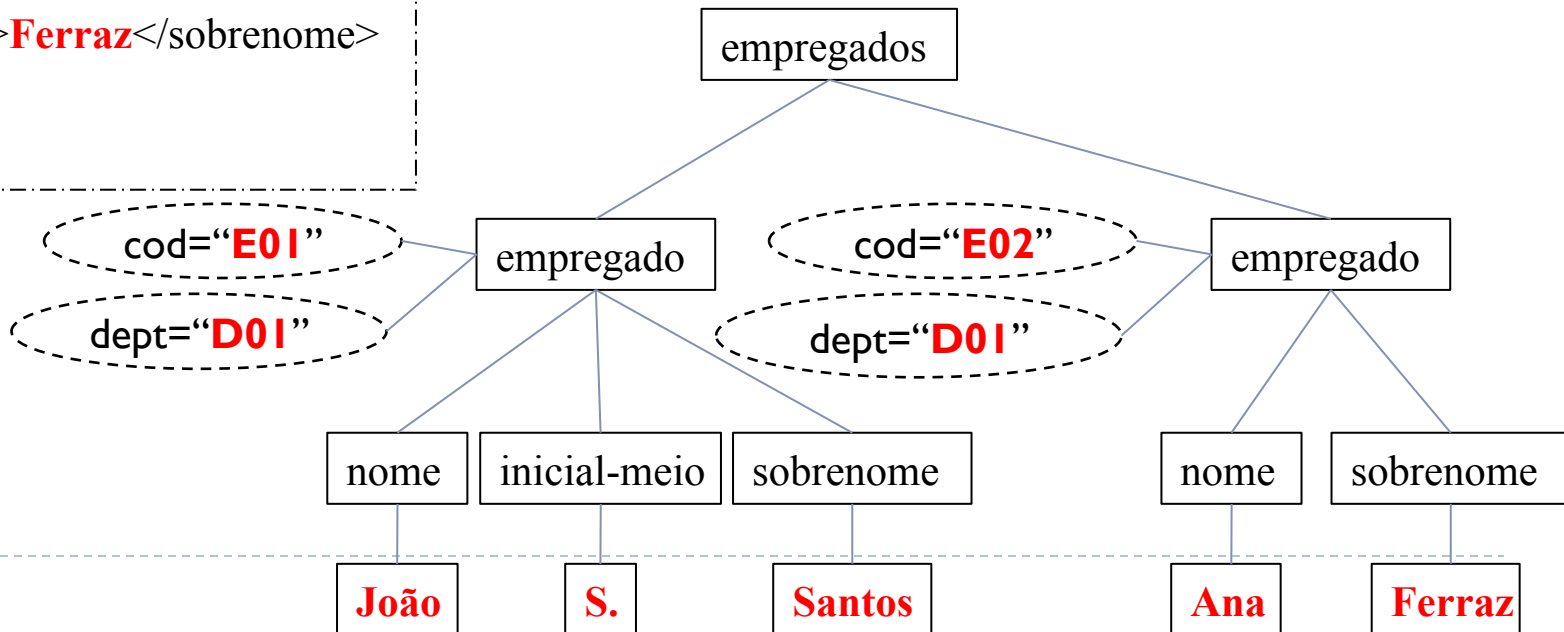 >Ferraz</sobrenome>
empregados
cod=“E01”
empregado
cod=“E02”
empregado
dept=“D01”
dept=“D01”
nome
inicial-meio
sobrenome
nome
sobrenome
João
S.
Santos
Ana
Ferraz